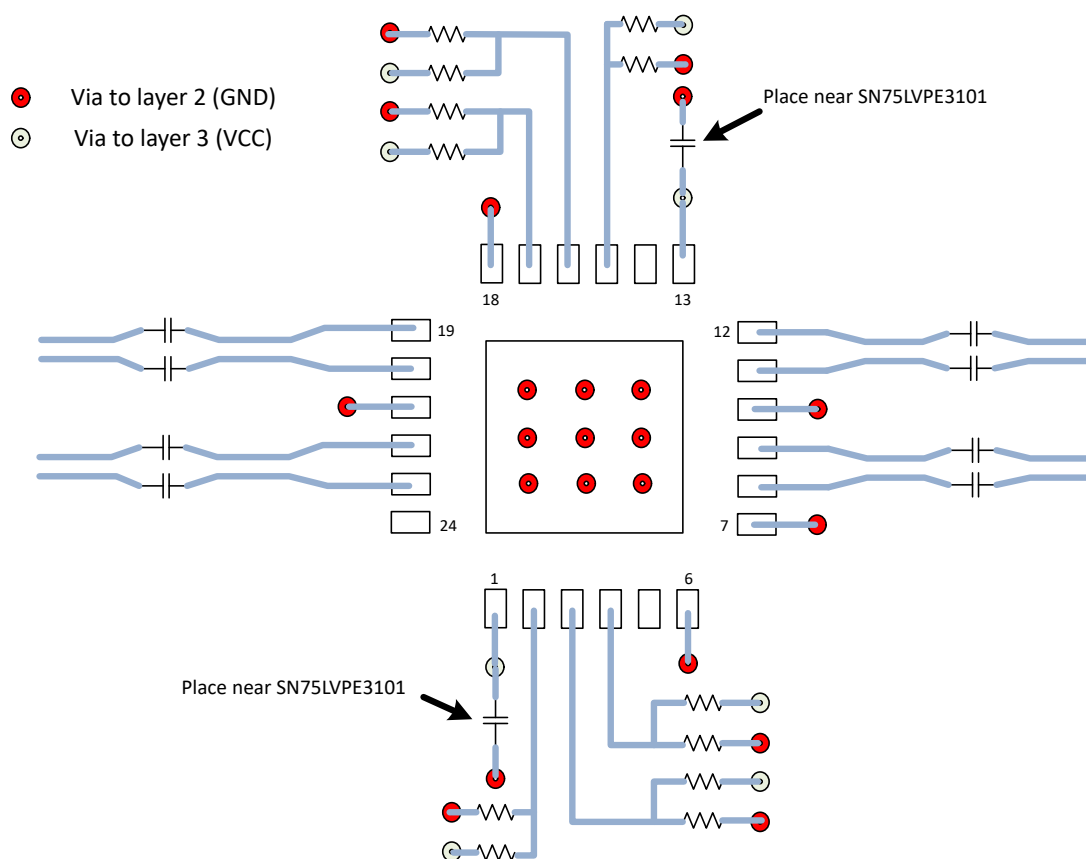 Via to layer 2 (GND)
Via to layer 3 (VCC)
Place near SN75LVPE3101
18
13
19
12
24
7
1
6
Place near SN75LVPE3101